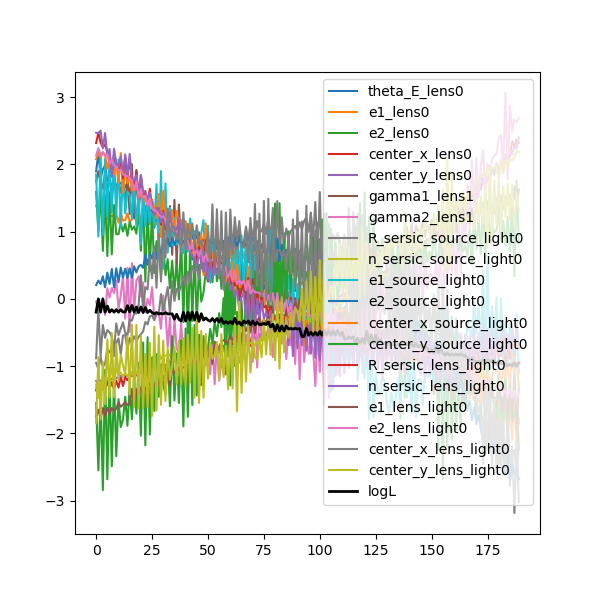 3
2
1
0
−1
−2
−3
0
25
50
75
100
125
150
175
theta_E_lens0
e1_lens0
e2_lens0
center_x_lens0
center_y_lens0
gamma1_lens1
gamma2_lens1
R_sersic_source_light0
n_sersic_source_light0
e1_source_light0
e2_source_light0
center_x_source_light0
center_y_source_light0
R_sersic_lens_light0
n_sersic_lens_light0
e1_lens_light0
e2_lens_light0
center_x_lens_light0
center_y_lens_light0
logL